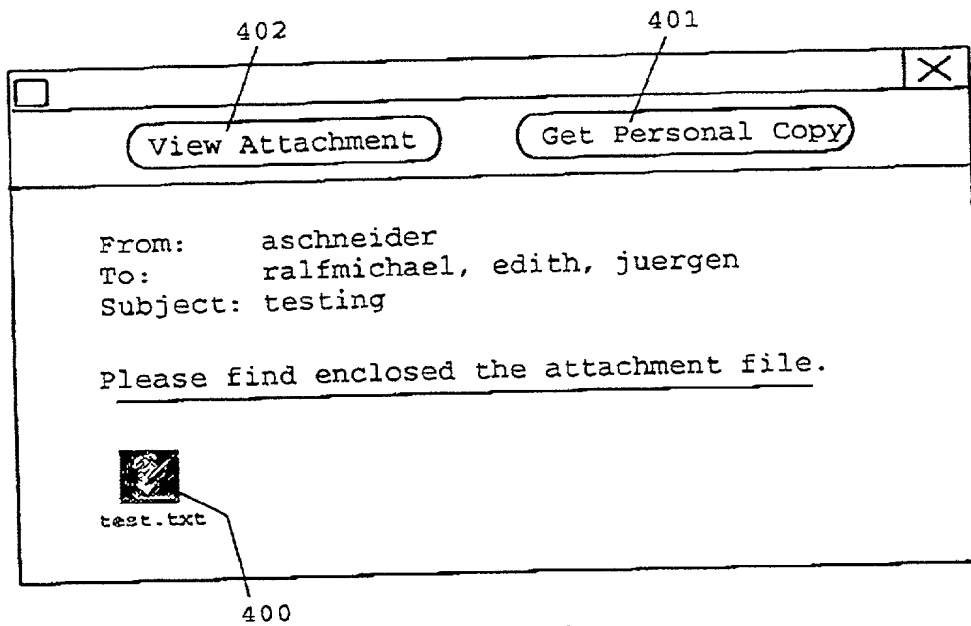 402 401
View Attachment Get Personal Copy
From: aschneider
To: ralfmichael, edith, juergen
Subject: testing
Please find enclosed the attachment file.
test.txt
400